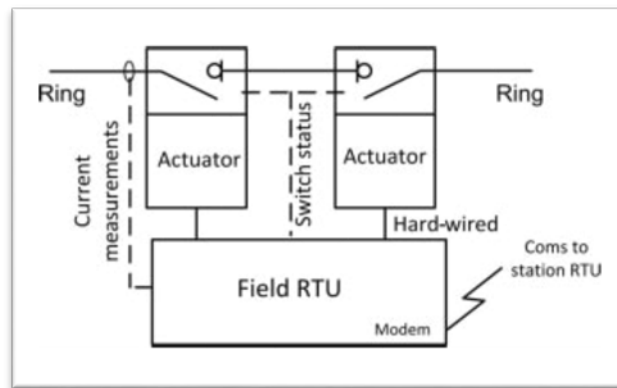 Ring
Ring
Actuator
Actuator
Current
measurements
Switch status
Hard-wired
Coms to
station RTU
Field RTU
Modem